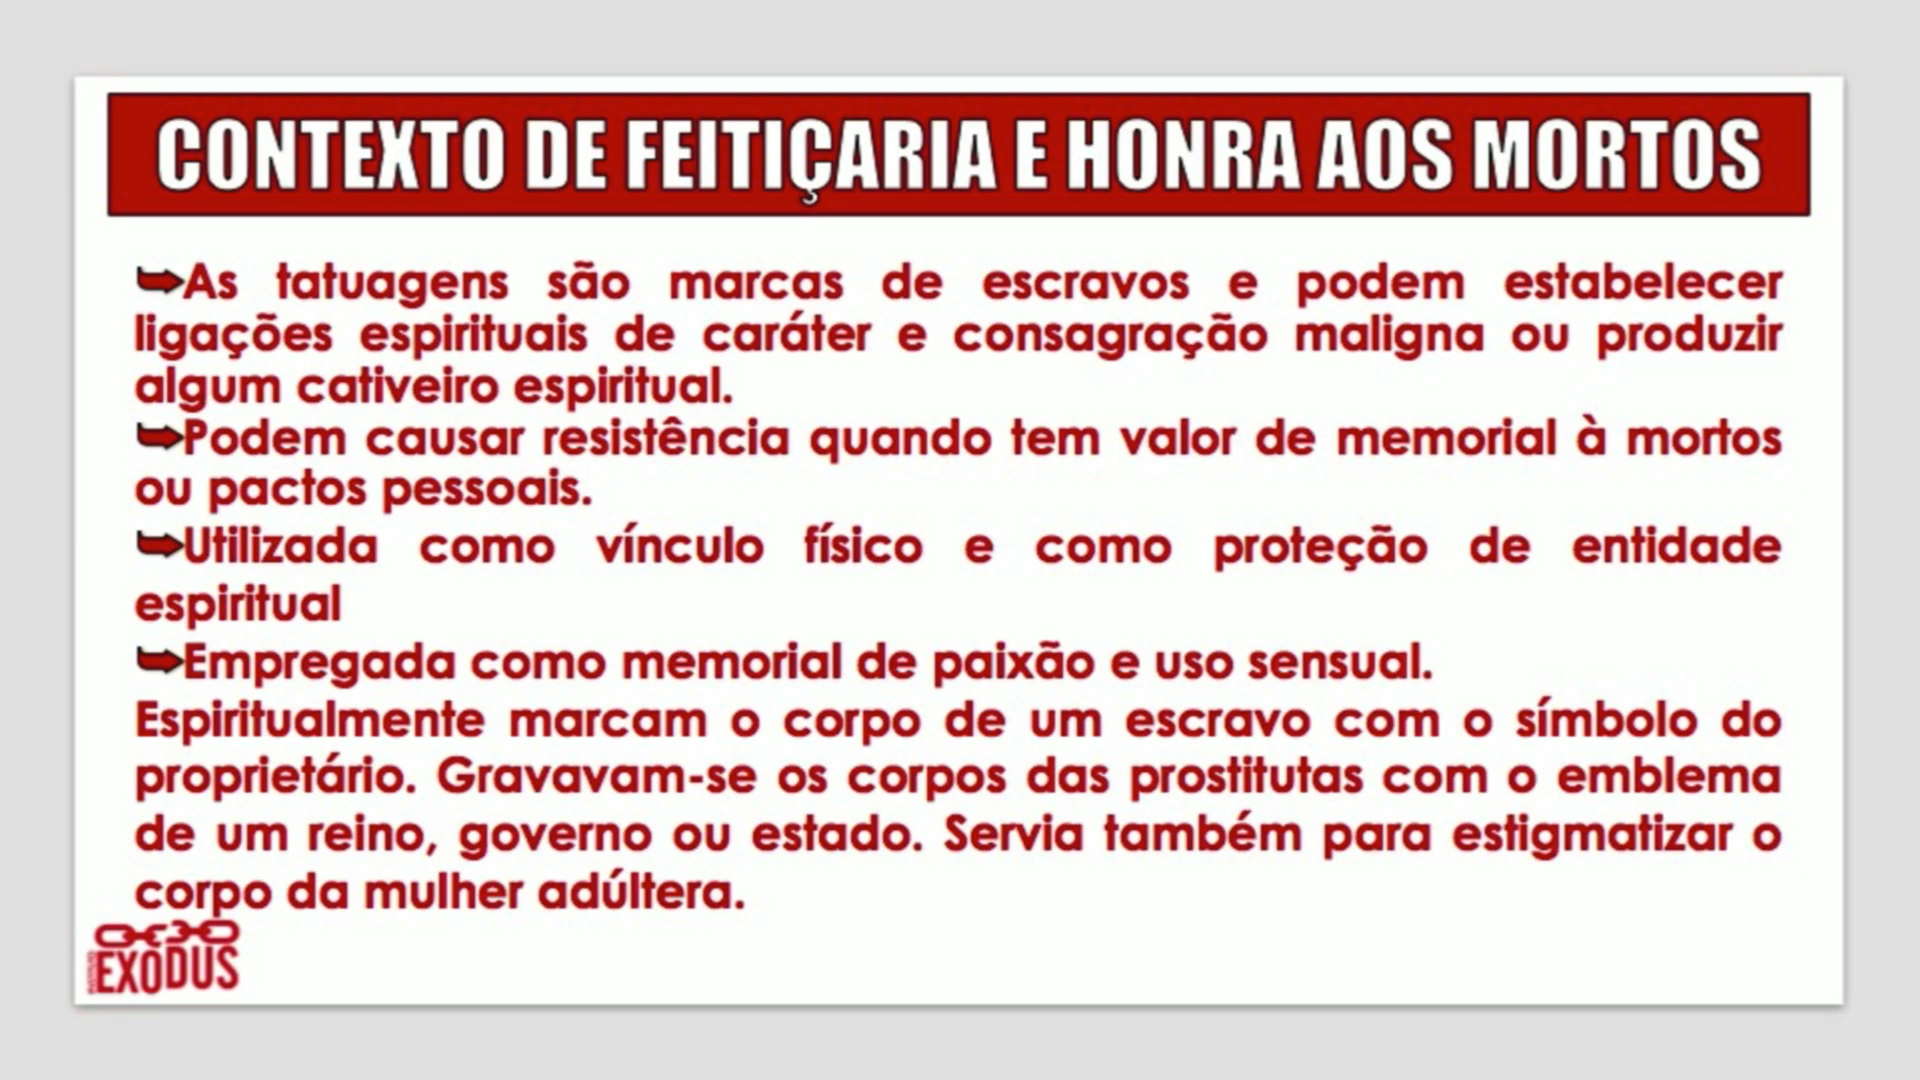 CONTEXTO DE FEITIÇARIA E HONRA AOS MORTOS
As tatuagens são marcas de escravos e podem estabelecer
ligações espirituais de caráter e consagração maligna ou produzir
algum cativeiro espiritual.
Podem causar resistência quando tem valor de memorial à mortos
ou pactos pessoais.
Utilizada como vínculo físico e como proteção de entidade
espiritual
Empregada como memorial de paixão e uso sensual.
Espiritualmente marcam o corpo de um escravo com o símbolo do
proprietário. Gravavam-se os corpos das prostitutas com o emblema
de um reino, governo ou estado. Servia também para estigmatizar o
corpo da mulher adúltera.
EXODUS